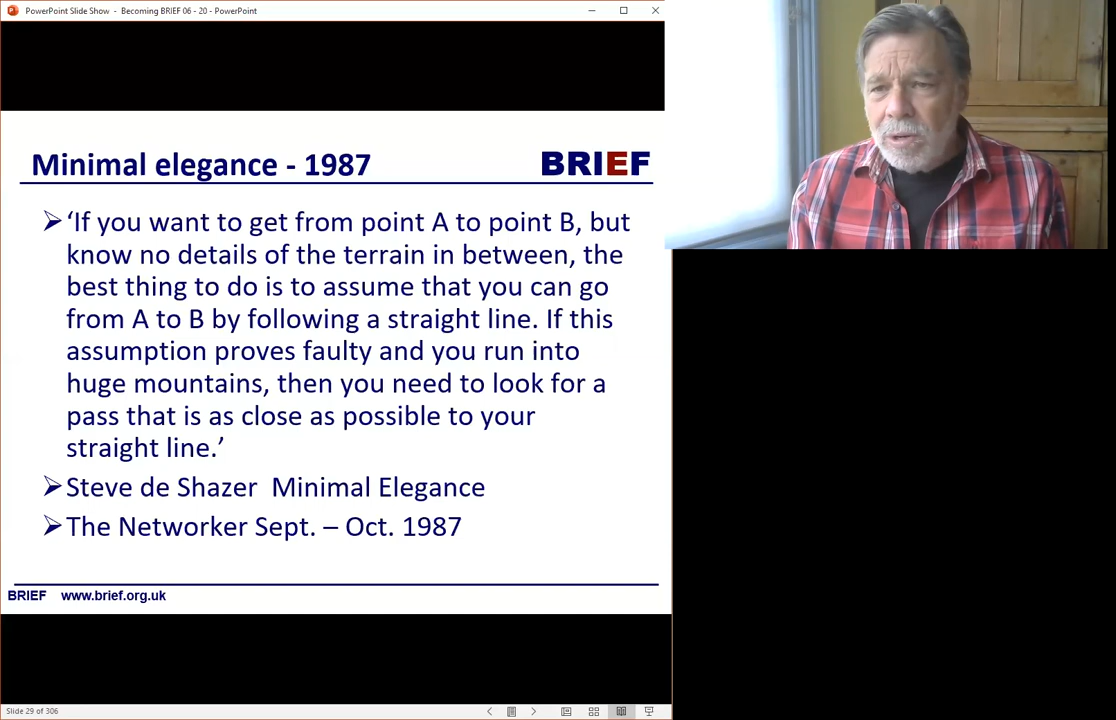 PowerPoint Slide Show - Becoming BRIEF 06 - 20 - PowerPoint
Minimal elegance - 1987
BRIEF
‘If you want to get from point A to point B, but
know no details of the terrain in between, the
best thing to do is to assume that you can go
from A to B by following a straight line. If this
assumption proves faulty and you run into
huge mountains, then you need to look for a
pass that is as close as possible to your
straight line.’
Steve de Shazer  Minimal Elegance
The Networker Sept. – Oct. 1987
BRIEF www.brief.org.uk
Slide 29 of 306